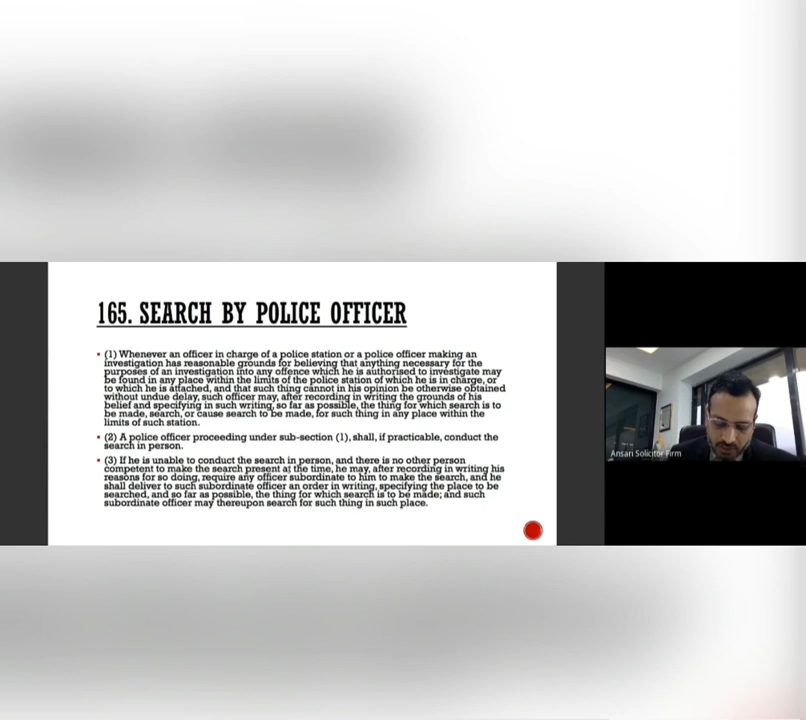 165. SEARCH BY POLICE OFFICER
(1) Whenever an officer in charge of a police station or a police officer making an
investigation has reasonable grounds for believing that anything necessary for the
purposes of an investigation into any offence which he is authorised to investigate may
be found in any place within the limits of the police station of which he is in charge, or
to which he is attached, and that such thing cannot in his opinion be otherwise obtained
without undue delay, such officer may, after recording in writing the grounds of his
belief and specifying in such writing, so far as possible, the thing for which search is to
be made, search, or cause search to be made, for such thing in any place within the
limits of such station.
(2) A police officer proceeding under sub-section (1), shall, if practicable, conduct the
search in person.
(3) If he is unable to conduct the search in person, and there is no other person
competent to make the search present at the time, he may, after recording in writing his
reasons for so doing, require any officer subordinate to him to make the search, and he
shall deliver to such subordinate officer an order in writing, specifying the place to be
searched, and so far as possible, the thing for which search is to be made; and such
subordinate officer may thereupon search for such thing in such place.
Ansari Solicitor Firm